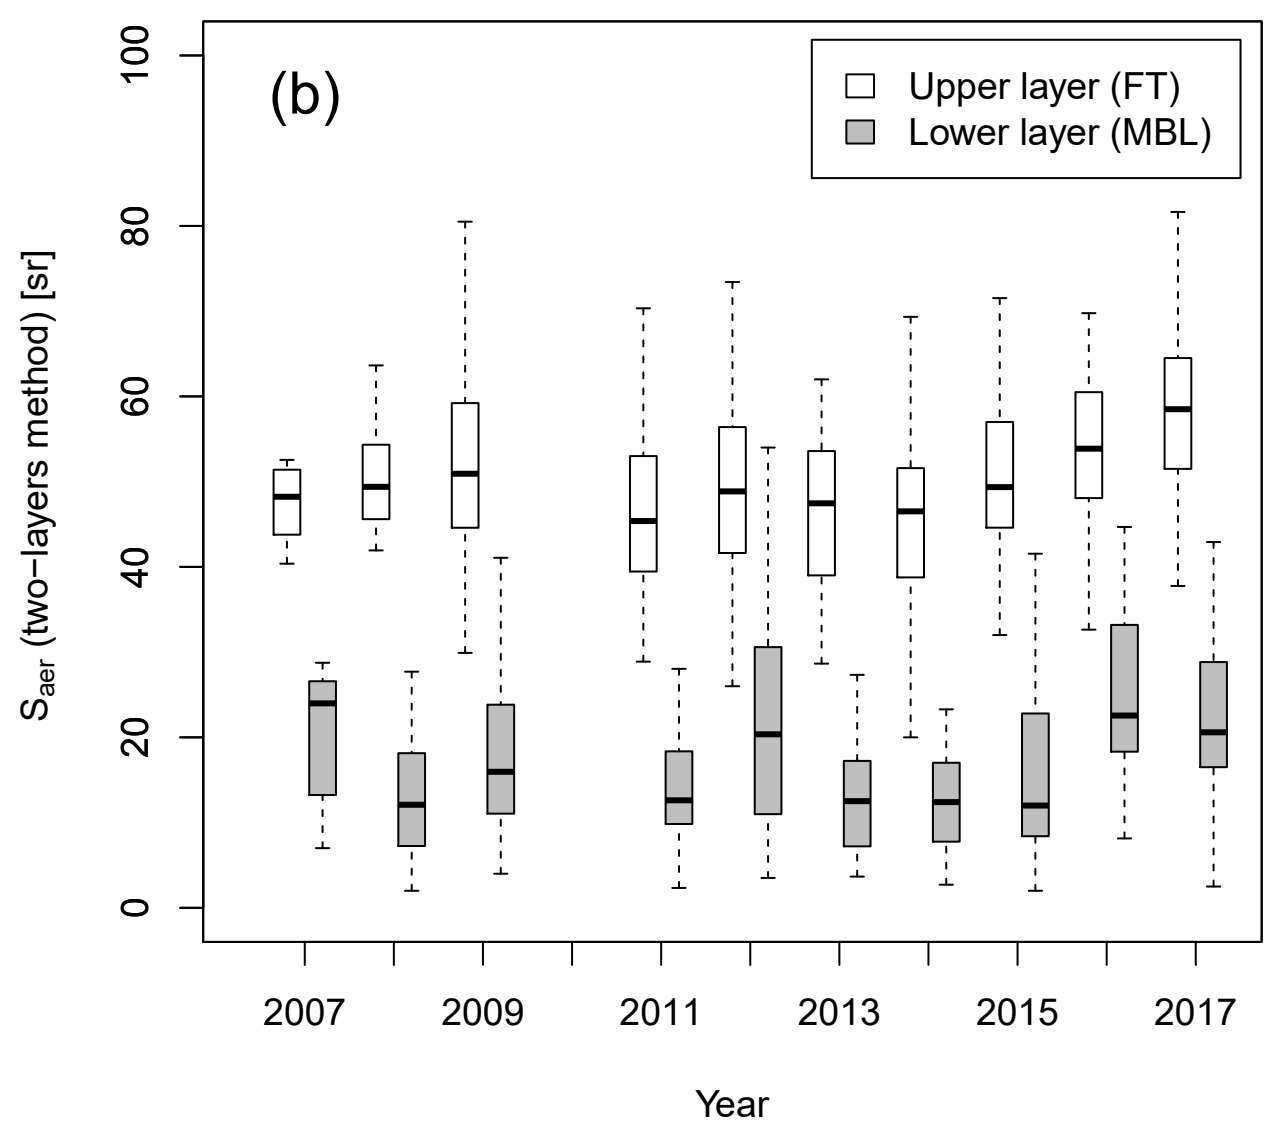 (b)
Upper layer (FT)
Lower layer (MBL)
100
80
60
40
20
0
S_aer (two−layers method) [sr]
2007 2009 2011 2013 2015 2017
Year